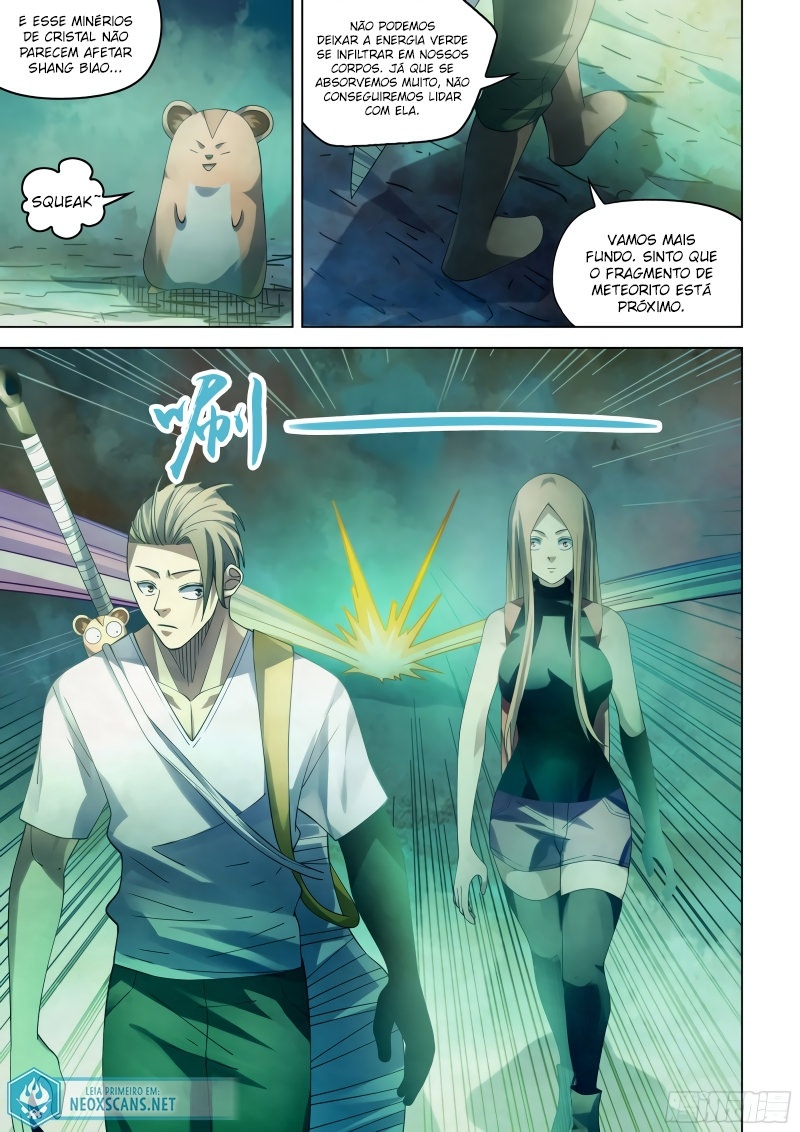 E ESSE MINÉRIOS
DE CRISTAL NÃO
PARECEM AFETAR
SHANG BIAO...
SQUEAK~
NÃO PODEMOS
DEIXAR A ENERGIA VERDE
SE INFILTRAR EM NOSSOS
CORPOS. JÁ QUE SE
ABSORVEMOS MUITO, NÃO
CONSEGUIREMOS LIDAR
COM ELA.
VAMOS MAIS
FUNDO. SINTO QUE
O FRAGMENTO DE
METEORITO ESTÁ
PRÓXIMO.
唰
LEIA PRIMEIRO EM:
NEOXSCANS.NET